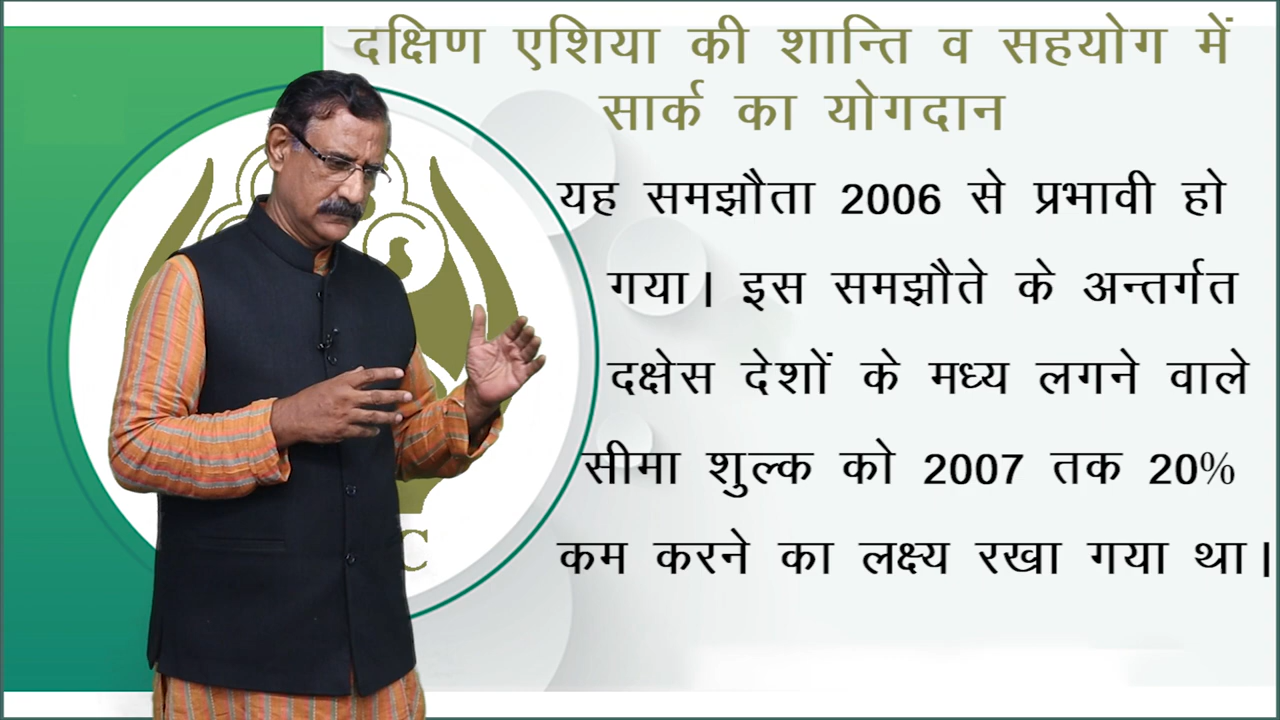 दक्षिण एशिया की शान्ति व सहयोग में
सार्क का योगदान
यह समझौता 2006 से प्रभावी हो
गया। इस समझौते के अन्तर्गत
दक्षेस देशों के मध्य लगने वाले
सीमा शुल्क को 2007 तक 20%
कम करने का लक्ष्य रखा गया था।
C